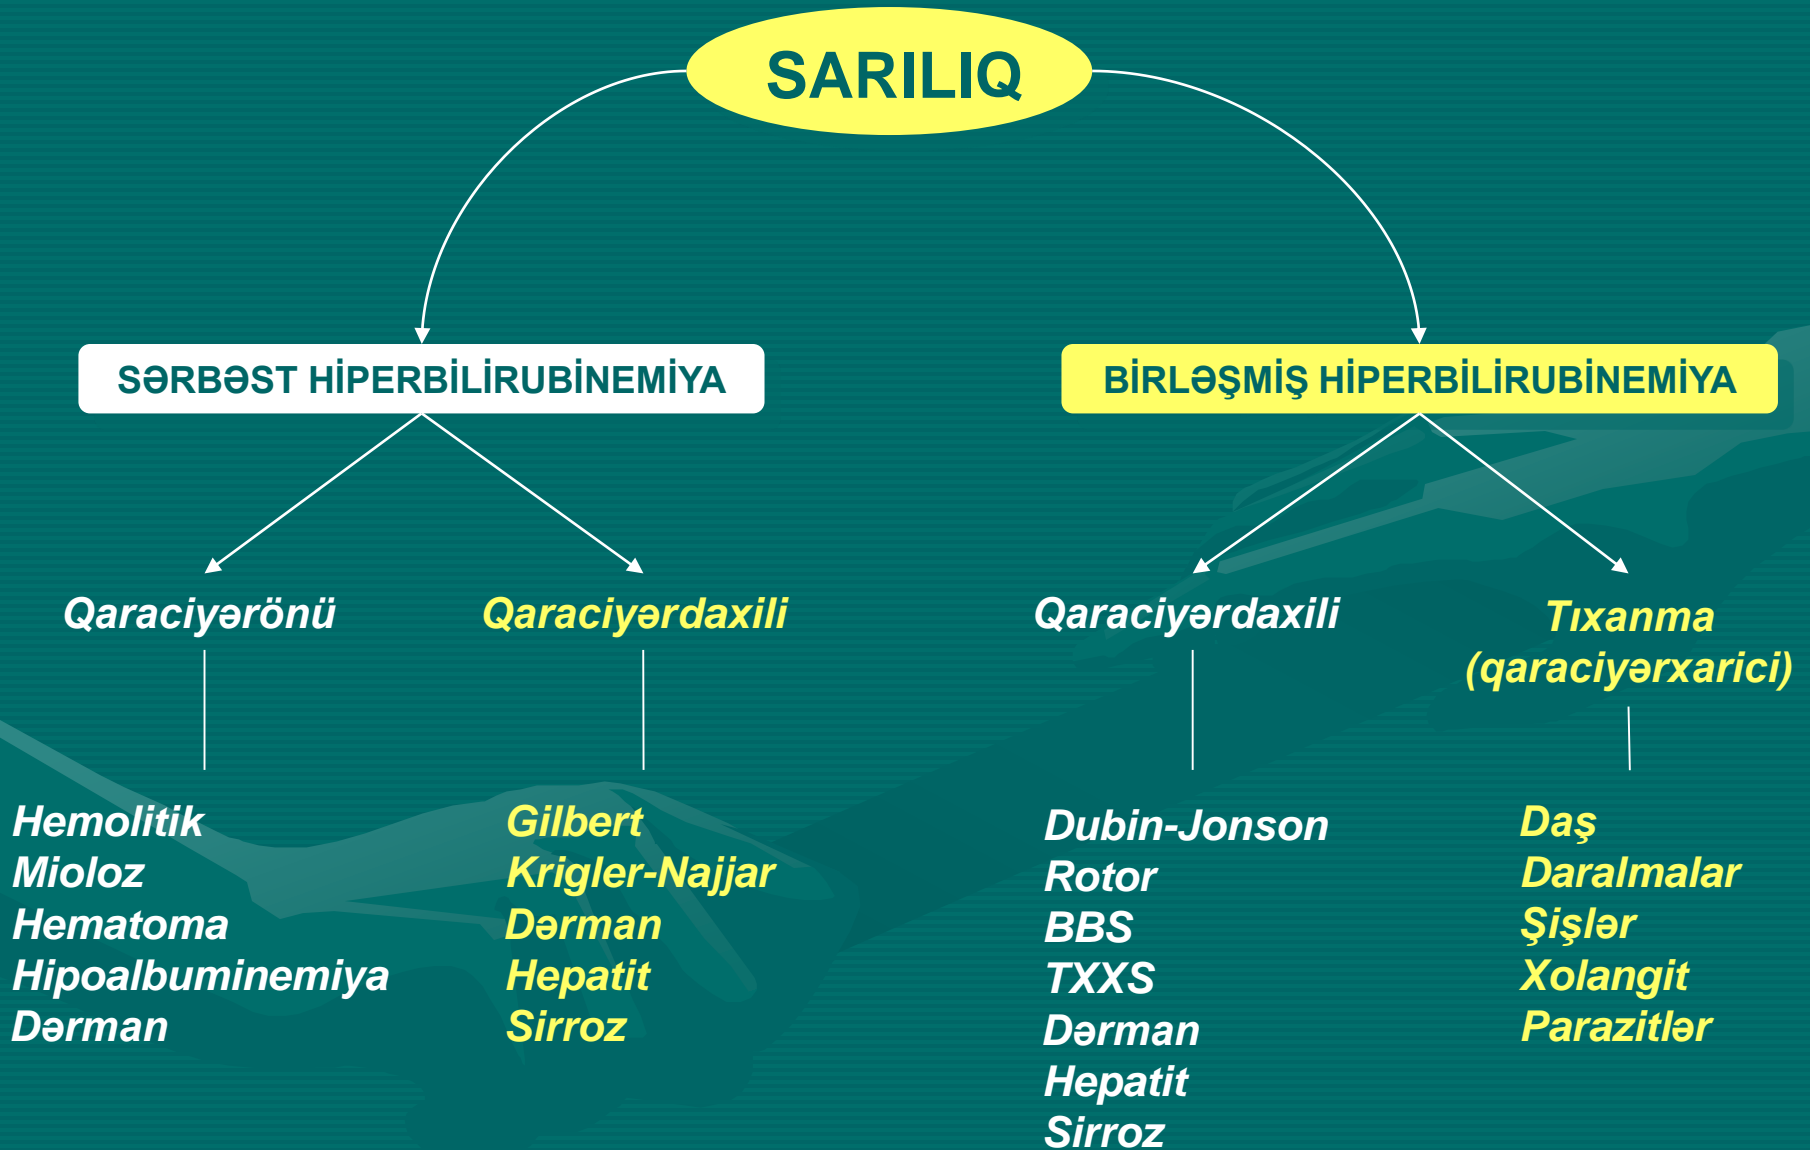 SARILIQ
SƏRBƏST HİPERBİLİRUBİNEMİYA
BİRLƏŞMİŞ HİPERBİLİRUBİNEMİYA
Qaraciyərönü
Qaraciyərdaxili
Qaraciyərdaxili
Tıxanma
(qaraciyərxarici)
Hemolitik
Mioloz
Hematoma
Hipoalbuminemiya
Dərman
Gilbert
Krigler-Najjar
Dərman
Hepatit
Sirroz
Dubin-Jonson
Rotor
BBS
TXXS
Dərman
Hepatit
Sirroz
Daş
Daralmalar
Şişlər
Xolangit
Parazitlər